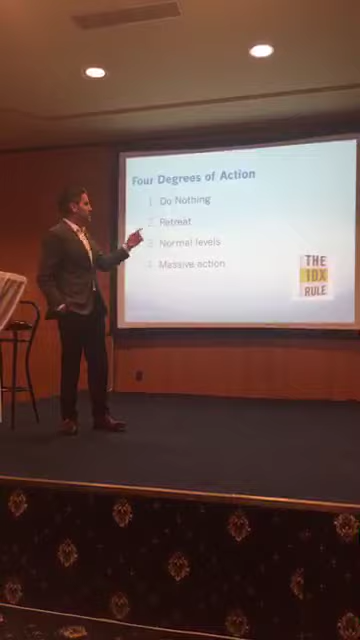 Four Degrees of Action
1. Do Nothing
2. Retreat
3. Normal levels
4. Massive action
THE
10X
RULE